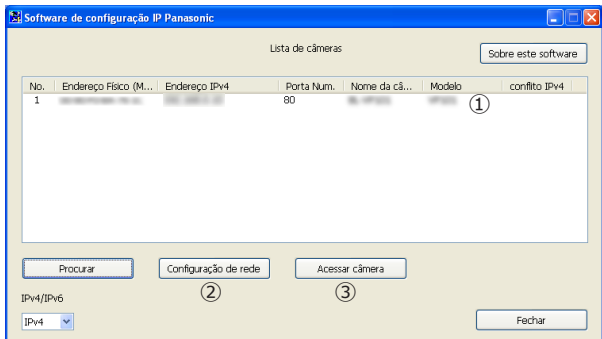 Software de configuração IP Panasonic
Lista de câmeras
Sobre este software
No. Endereço Físico (M... Endereço IPv4 Porta Num. Nome da câ... Modelo conflito IPv4
1 80
①
Procurar Configuração de rede Acessar câmera
② ③
IPv4/IPv6
IPv4 Fechar